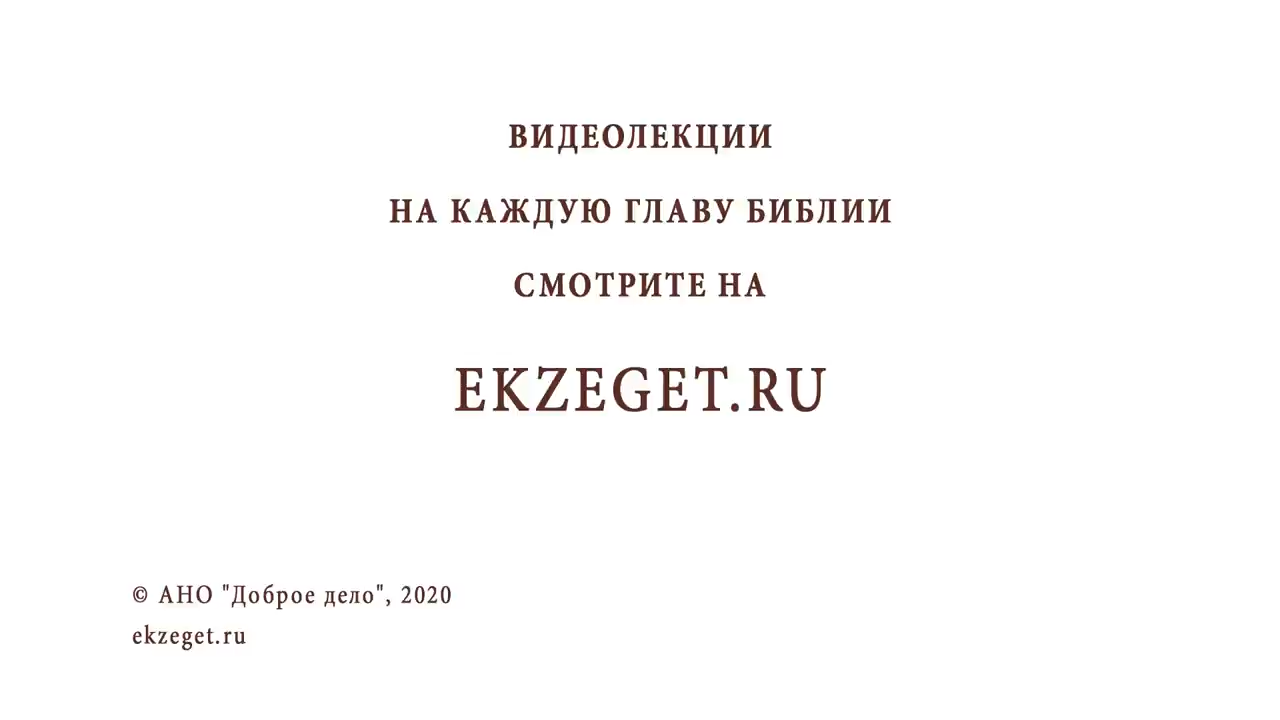 ВИДЕОЛЕКЦИИ
НА КАЖДУЮ ГЛАВУ БИБЛИИ
СМОТРИТЕ НА
EKZEGET.RU
© АНО "Доброе дело", 2020
ekzeget.ru